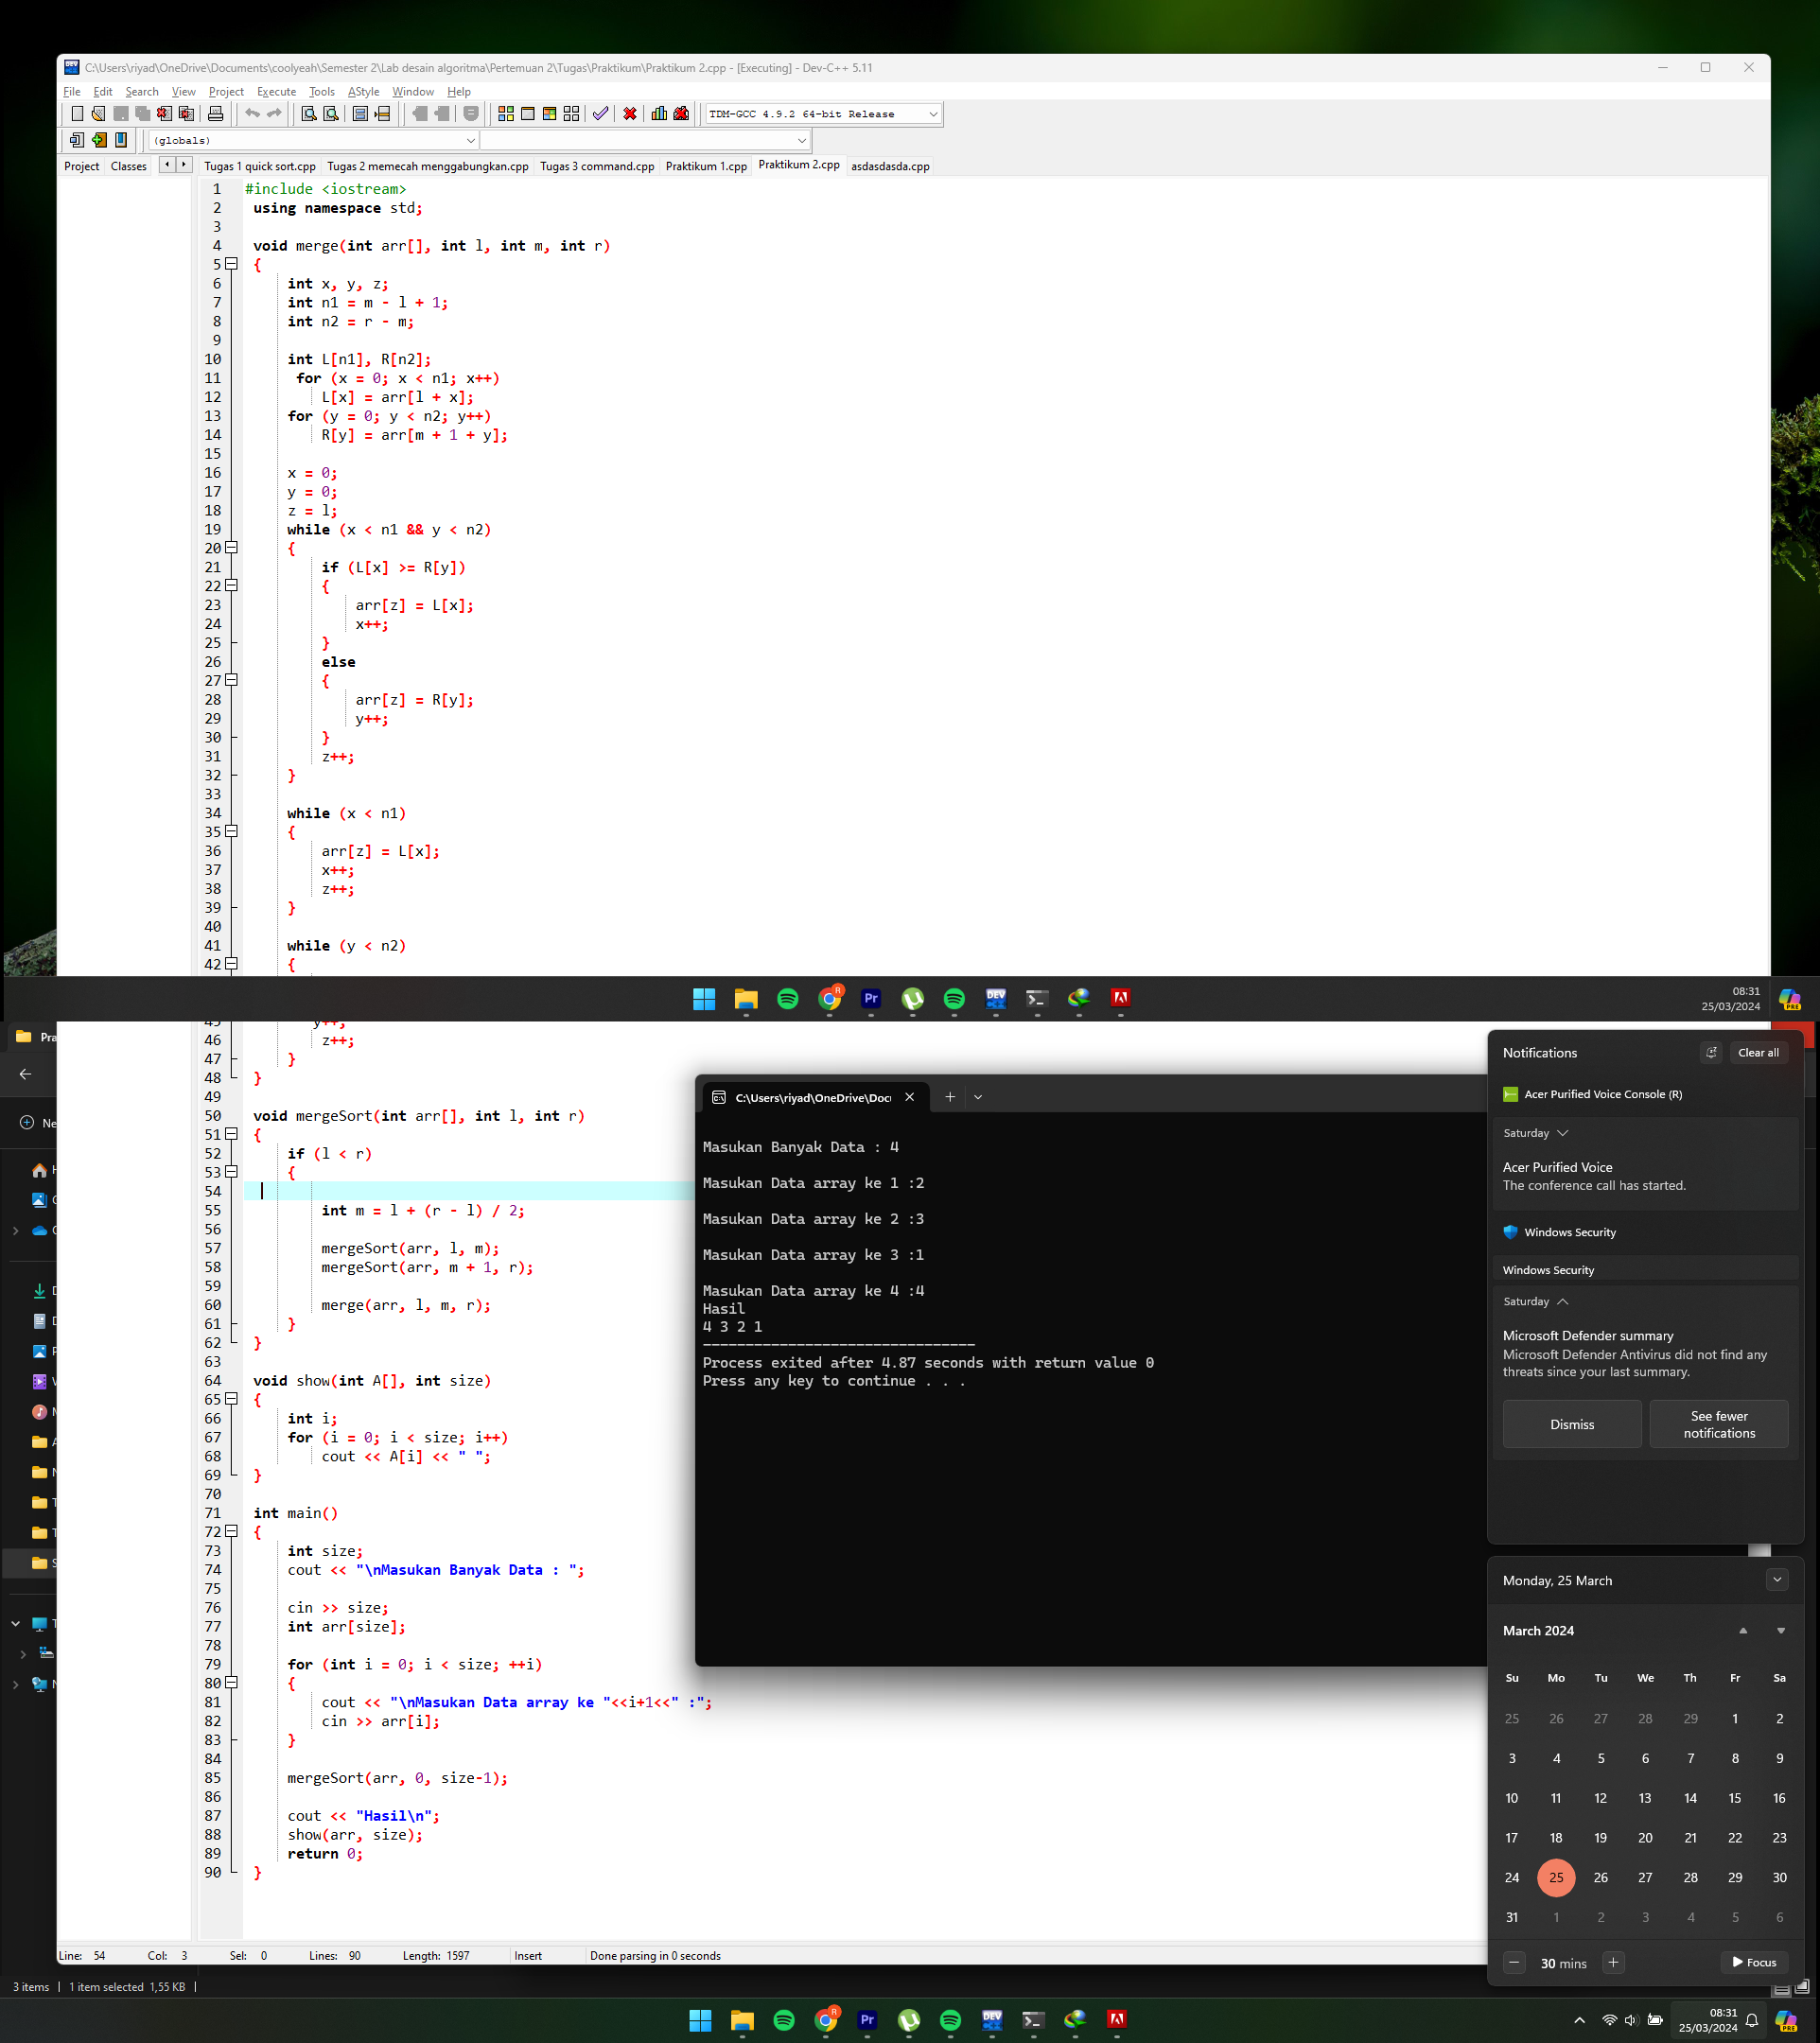 C:\Users\riyad\OneDrive\Documents\coolyeah\Semester 2\Lab desain algoritma\Pertemuan 2\Tugas\Praktikum\Praktikum 2.cpp - [Executing] - Dev-C++ 5.11
File Edit Search View Project Execute Tools AStyle Window Help
TDM-GCC 4.9.2 64-bit Release
(globals)
Project Classes Tugas 1 quick sort.cpp Tugas 2 memecah menggabungkan.cpp Tugas 3 command.cpp Praktikum 1.cpp Praktikum 2.cpp asdasdasda.cpp
1 #include <iostream>
2 using namespace std;
3
4 void merge(int arr[], int l, int m, int r)
5 {
6 int x, y, z;
7 int n1 = m - l + 1;
8 int n2 = r - m;
9
10 int L[n1], R[n2];
11 for (x = 0; x < n1; x++)
12 L[x] = arr[l + x];
13 for (y = 0; y < n2; y++)
14 R[y] = arr[m + 1 + y];
15
16 x = 0;
17 y = 0;
18 z = l;
19 while (x < n1 && y < n2)
20 {
21 if (L[x] >= R[y])
22 {
23 arr[z] = L[x];
24 x++;
25 }
26 else
27 {
28 arr[z] = R[y];
29 y++;
30 }
31 z++;
32 }
33
34 while (x < n1)
35 {
36 arr[z] = L[x];
37 x++;
38 z++;
39 }
40
41 while (y < n2)
42 {
R
Pr
DEV
08:31
25/03/2024
PRE
Pra
45 y++;
46 z++;
47 }
48 }
49
50 void mergeSort(int arr[], int l, int r)
51 {
52 if (l < r)
53 {
54
55 int m = l + (r - l) / 2;
56
57 mergeSort(arr, l, m);
58 mergeSort(arr, m + 1, r);
59
60 merge(arr, l, m, r);
61 }
62 }
63
64 void show(int A[], int size)
65 {
66 int i;
67 for (i = 0; i < size; i++)
68 cout << A[i] << " ";
69 }
70
71 int main()
72 {
73 int size;
74 cout << "\nMasukan Banyak Data : ";
75
76 cin >> size;
77 int arr[size];
78
79 for (int i = 0; i < size; ++i)
80 {
81 cout << "\nMasukan Data array ke "<<i+1<<" :";
82 cin >> arr[i];
83 }
84
85 mergeSort(arr, 0, size-1);
86
87 cout << "Hasil\n";
88 show(arr, size);
89 return 0;
90 }
C:\Users\riyad\OneDrive\Docu
Masukan Banyak Data : 4
Masukan Data array ke 1 :2
Masukan Data array ke 2 :3
Masukan Data array ke 3 :1
Masukan Data array ke 4 :4
Hasil
4 3 2 1
--------------------------------
Process exited after 4.87 seconds with return value 0
Press any key to continue . . .
Notifications Clear all
Acer Purified Voice Console (R)
Saturday
Acer Purified Voice
The conference call has started.
Windows Security
Windows Security
Saturday
Microsoft Defender summary
Microsoft Defender Antivirus did not find any
threats since your last summary.
Dismiss See fewer
notifications
Monday, 25 March
March 2024
Su Mo Tu We Th Fr Sa
25 26 27 28 29 1 2
3 4 5 6 7 8 9
10 11 12 13 14 15 16
17 18 19 20 21 22 23
24 25 26 27 28 29 30
31 1 2 3 4 5 6
30 mins Focus
Line: 54 Col: 3 Sel: 0 Lines: 90 Length: 1597 Insert Done parsing in 0 seconds
3 items 1 item selected 1,55 KB
R
Pr
DEV
08:31
25/03/2024
PRE